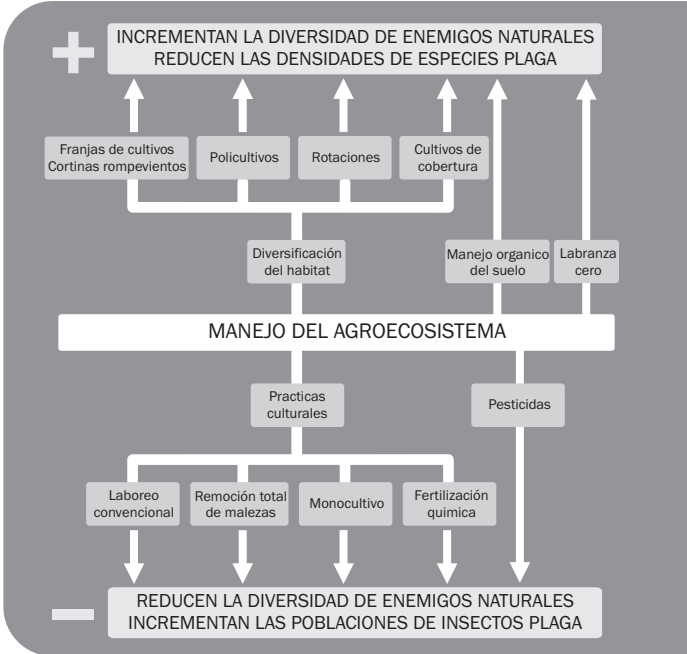 + INCREMENTAN LA DIVERSIDAD DE ENEMIGOS NATURALES
REDUCEN LAS DENSIDADES DE ESPECIES PLAGA
Franjas de cultivos
Cortinas rompevientos
Policultivos
Rotaciones
Cultivos de
cobertura
Diversificación
del habitat
Manejo organico
del suelo
Labranza
cero
MANEJO DEL AGROECOSISTEMA
Practicas
culturales
Pesticidas
Laboreo
convencional
Remoción total
de malezas
Monocultivo
Fertilización
quimica
− REDUCEN LA DIVERSIDAD DE ENEMIGOS NATURALES
INCREMENTAN LAS POBLACIONES DE INSECTOS PLAGA